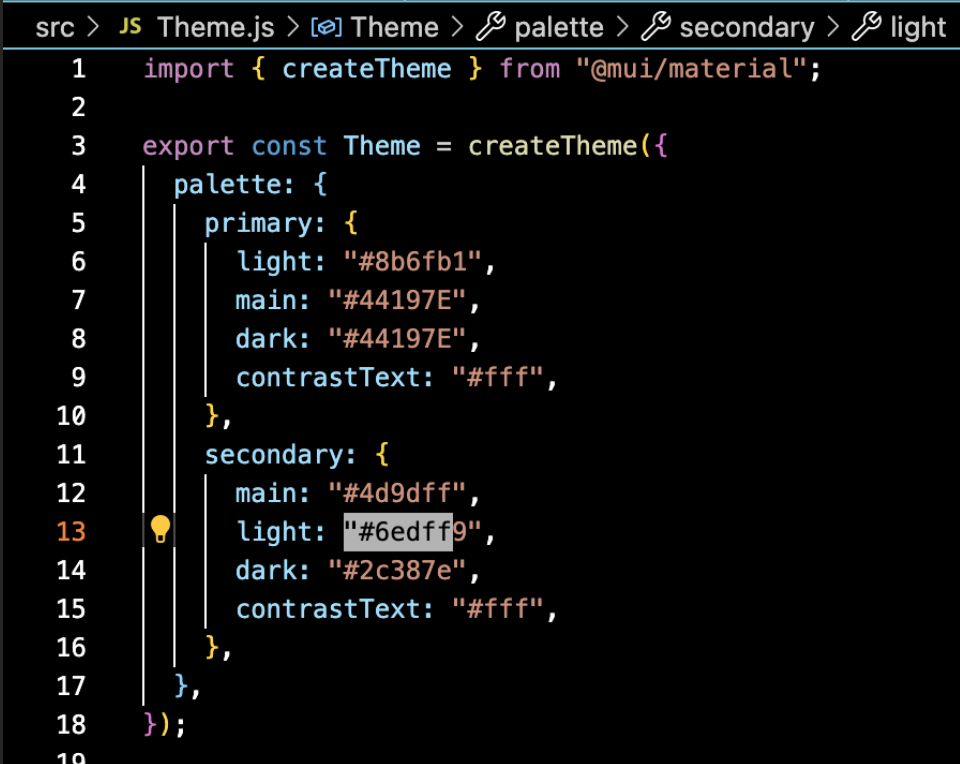 src > JS Theme.js > Theme > palette > secondary > light
1 import { createTheme } from "@mui/material";
2
3 export const Theme = createTheme({
4 palette: {
5 primary: {
6 light: "#8b6fb1",
7 main: "#44197E",
8 dark: "#44197E",
9 contrastText: "#fff",
10 },
11 secondary: {
12 main: "#4d9dff",
13 light: "#6edff9",
14 dark: "#2c387e",
15 contrastText: "#fff",
16 },
17 },
18 });
19